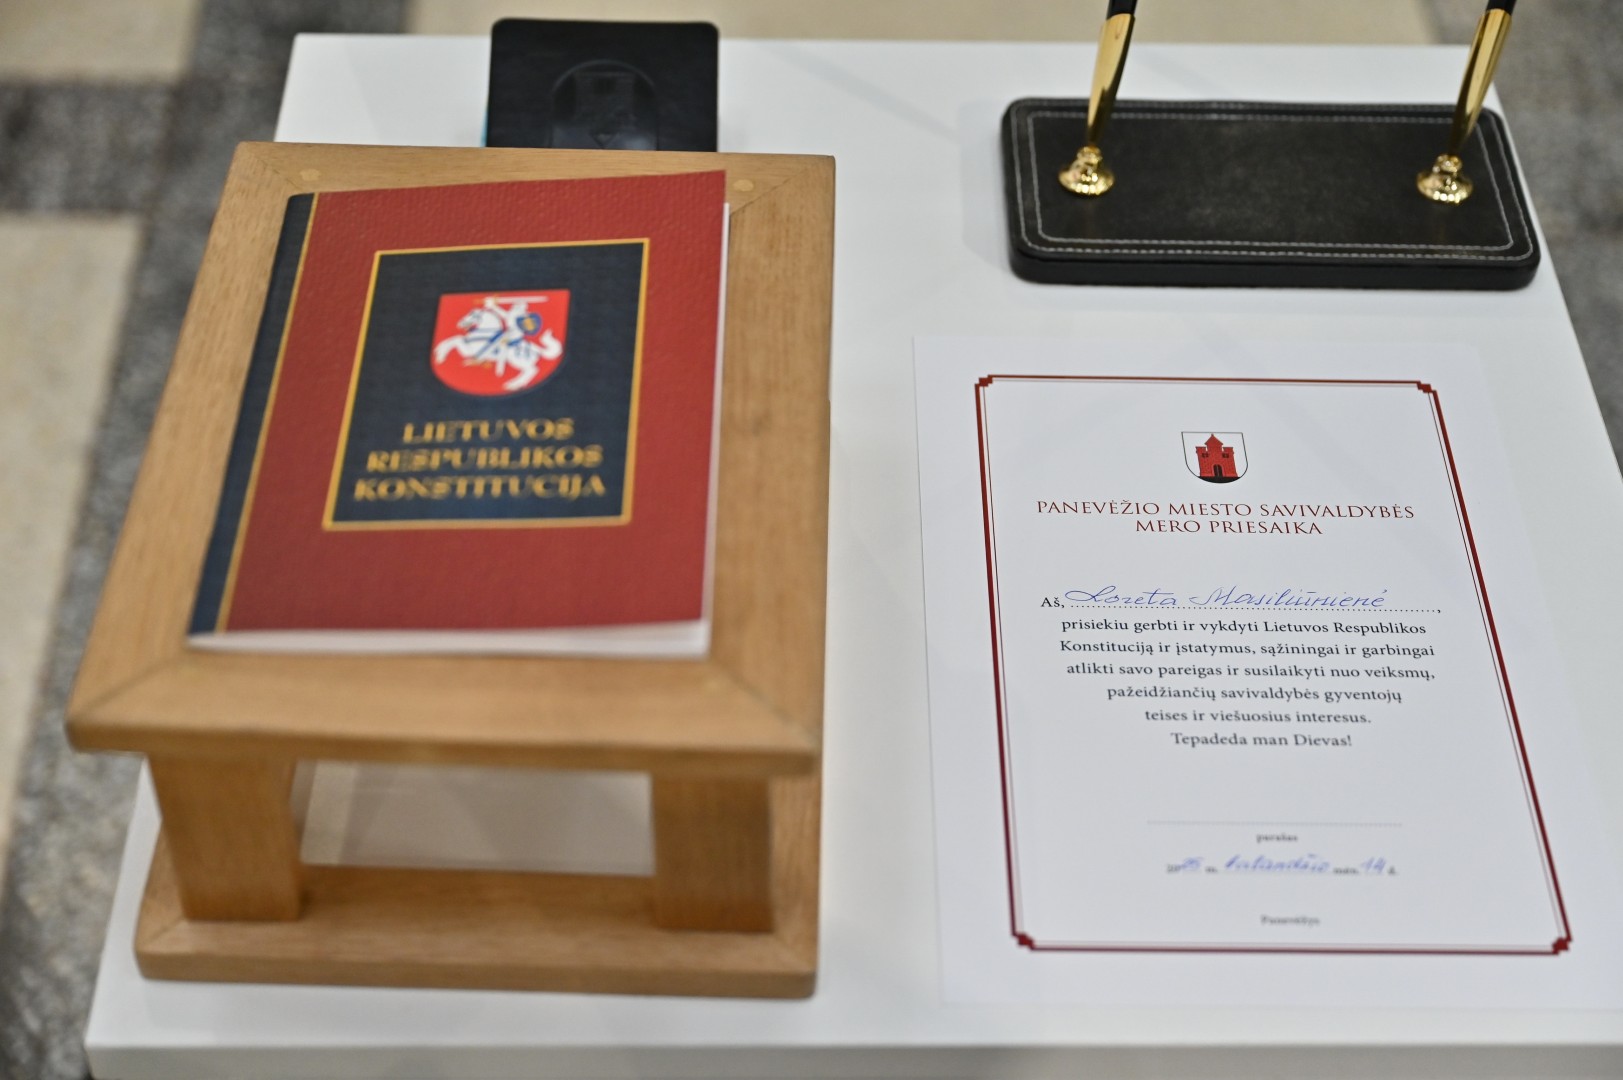 LIETUVOS
RESPUBLIKOS
KONSTITUCIJA
PANEVĖŽIO MIESTO SAVIVALDYBĖS
MERO PRIESAIKA
Aš, Loreta Masiliūnienė,
prisiekiu gerbti ir vykdyti Lietuvos Respublikos
Konstituciją ir įstatymus, sąžiningai ir garbingai
atlikti savo pareigas ir susilaikyti nuo veiksmų,
pažeidžiančių savivaldybės gyventojų
teises ir viešuosius interesus.
Tepadeda man Dievas!
parašas
m. balandžio mėn. 14 d.
Panevėžys